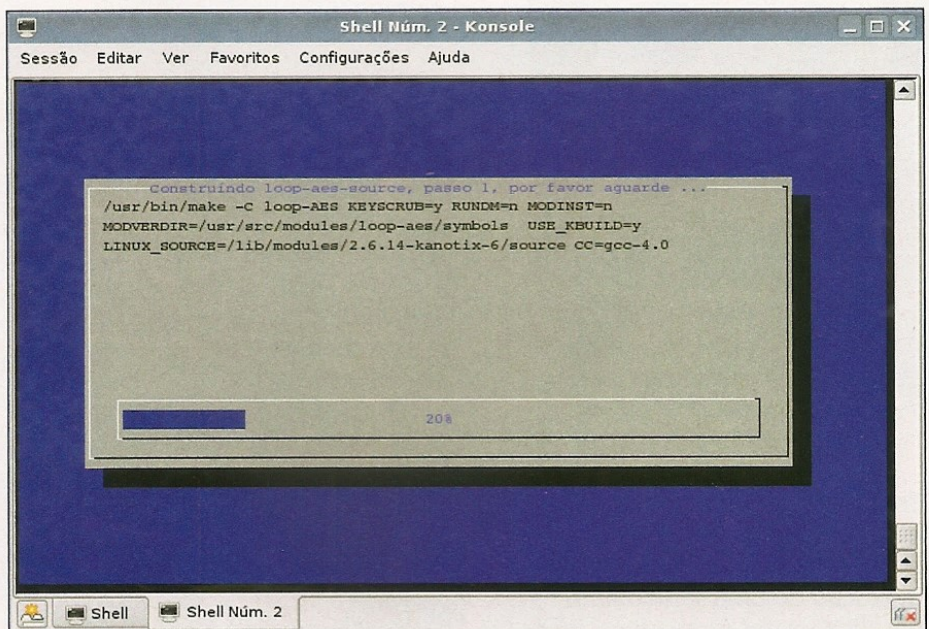 Shell Núm. 2 - Konsole
Sessão Editar Ver Favoritos Configurações Ajuda
Construindo loop-aes-source, passo 1, por favor aguarde ...
/usr/bin/make -C loop-AES KEYSCRUB=y RUNDM=n MODINST=n
MODVERDIR=/usr/src/modules/loop-aes/symbols USE_KBUILD=y
LINUX_SOURCE=/lib/modules/2.6.14-kanotix-6/source CC=gcc-4.0
20%
Shell Shell Núm. 2